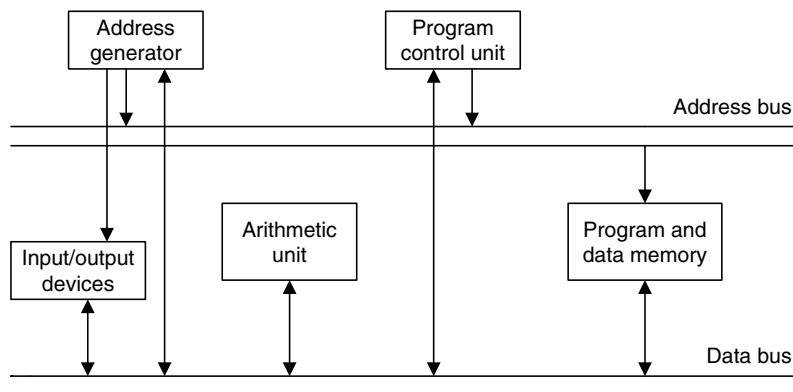 Address
generator
Program
control unit
Address bus
Arithmetic
unit
Program and
data memory
Input/output
devices
Data bus